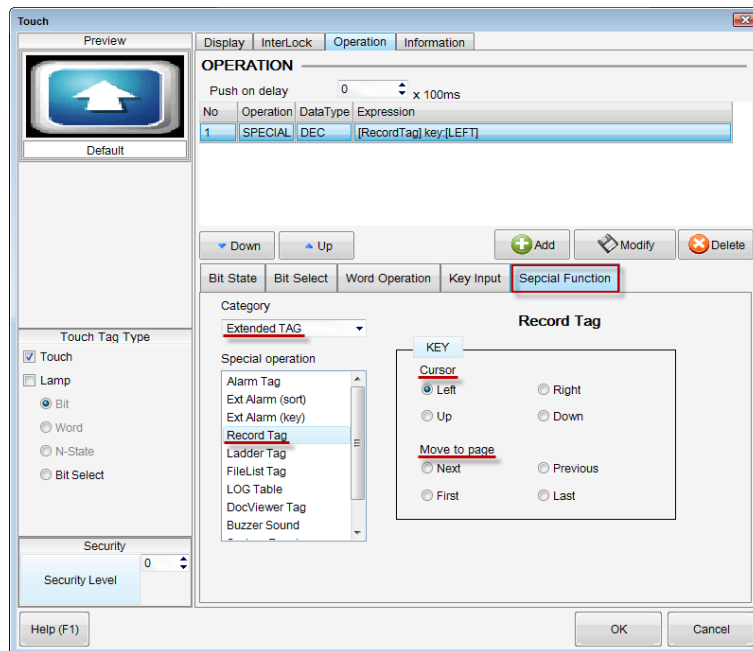 Touch
Preview
Default
Touch Tag Type
Touch
Lamp
Bit
Word
N-State
Bit Select
Security
Security Level 0
Display InterLock Operation Information
OPERATION
Push on delay 0 x 100ms
No Operation DataType Expression
1 SPECIAL DEC [RecordTag] key:[LEFT]
Down Up Add Modify Delete
Bit State Bit Select Word Operation Key Input Sepcial Function
Category
Extended TAG
Special operation
Alarm Tag
Ext Alarm (sort)
Ext Alarm (key)
Record Tag
Ladder Tag
FileList Tag
LOG Table
DocViewer Tag
Buzzer Sound
Record Tag
KEY
Cursor
Left Right
Up Down
Move to page
Next Previous
First Last
Help (F1) OK Cancel